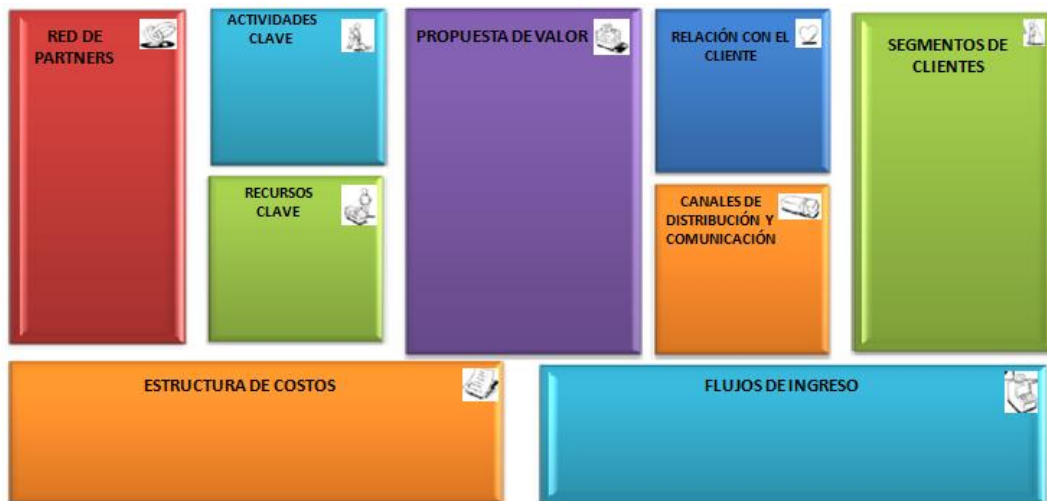 RED DE
PARTNERS
ACTIVIDADES
CLAVE
RECURSOS
CLAVE
PROPUESTA DE VALOR
RELACIÓN CON EL
CLIENTE
CANALES DE
DISTRIBUCIÓN Y
COMUNICACIÓN
SEGMENTOS DE
CLIENTES
ESTRUCTURA DE COSTOS
FLUJOS DE INGRESO